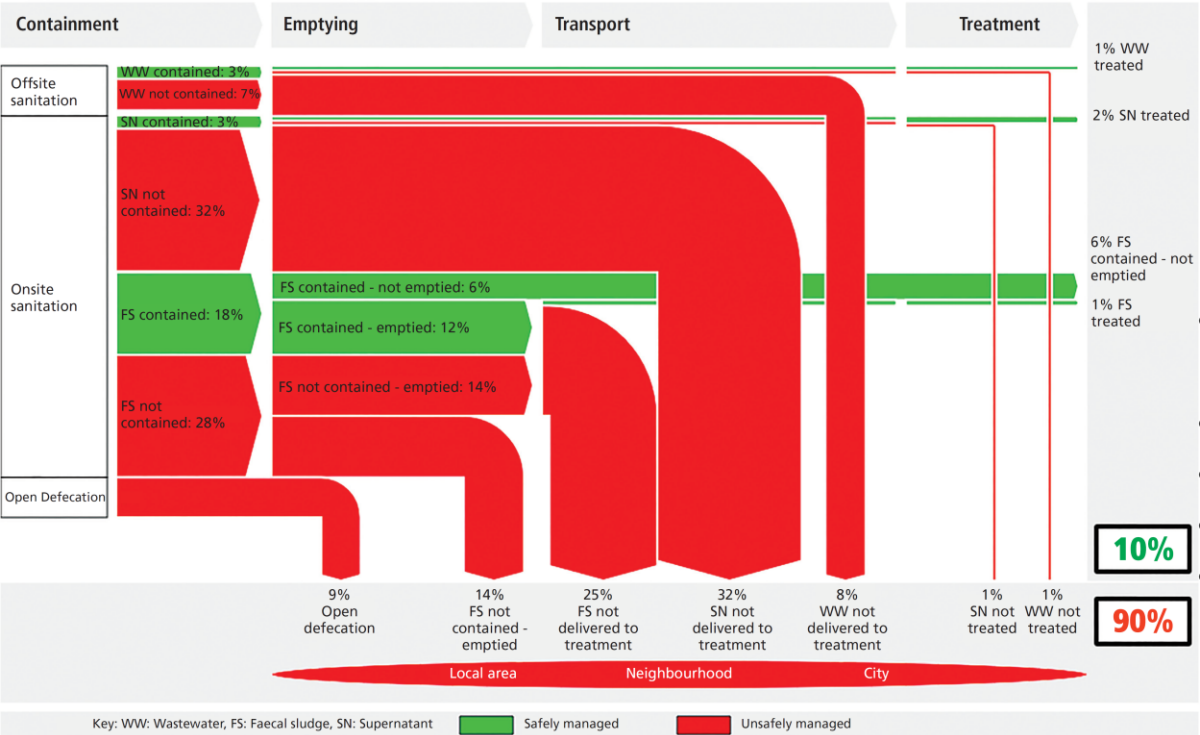 Containment
Emptying
Transport
Treatment
Offsite
sanitation
Onsite
sanitation
Open Defecation
WW contained: 3%
WW not contained: 7%
SN contained: 3%
SN not
contained: 32%
FS contained: 18%
FS not
contained: 28%
FS contained - not emptied: 6%
FS contained - emptied: 12%
FS not contained - emptied: 14%
1% WW
treated
2% SN treated
6% FS
contained - not
emptied
1% FS
treated
10%
90%
9%
Open
defecation
14%
FS not
contained -
emptied
25%
FS not
delivered to
treatment
32%
SN not
delivered to
treatment
8%
WW not
delivered to
treatment
1%
SN not
treated
1%
WW not
treated
Local area
Neighbourhood
City
Key: WW: Wastewater, FS: Faecal sludge, SN: Supernatant
Safely managed
Unsafely managed